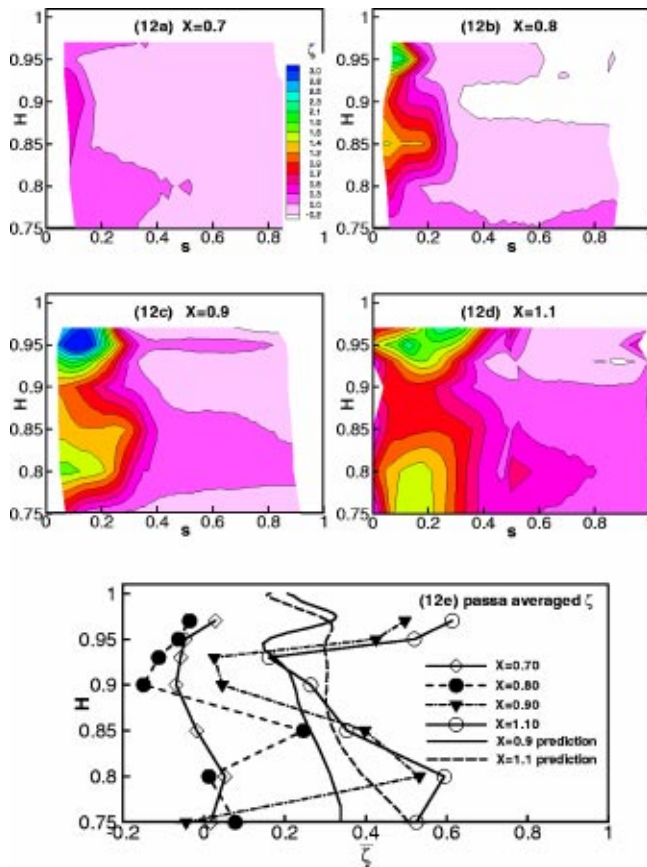 (12a) X=0.7
(12b) X=0.8
1
0.95
0.9
0.85
0.8
0.75
H
0 0.2 0.4 0.6 0.8 1
s
ζ
3.0
1
0.95
0.9
0.85
0.8
0.75
H
0 0.2 0.4 0.6 0.8 1
s
(12c) X=0.9
(12d) X=1.1
1
0.95
0.9
0.85
0.8
0.75
H
0 0.2 0.4 0.6 0.8 1
s
1
0.95
0.9
0.85
0.8
0.75
H
0 0.2 0.4 0.6 0.8 1
s
(12e) passa averaged ζ
X=0.70
X=0.80
X=0.90
X=1.10
X=0.9 prediction
X=1.1 prediction
1
0.95
0.9
0.85
0.8
0.75
H
-0.2 0 0.2 0.4 0.6 0.8 1
ζ